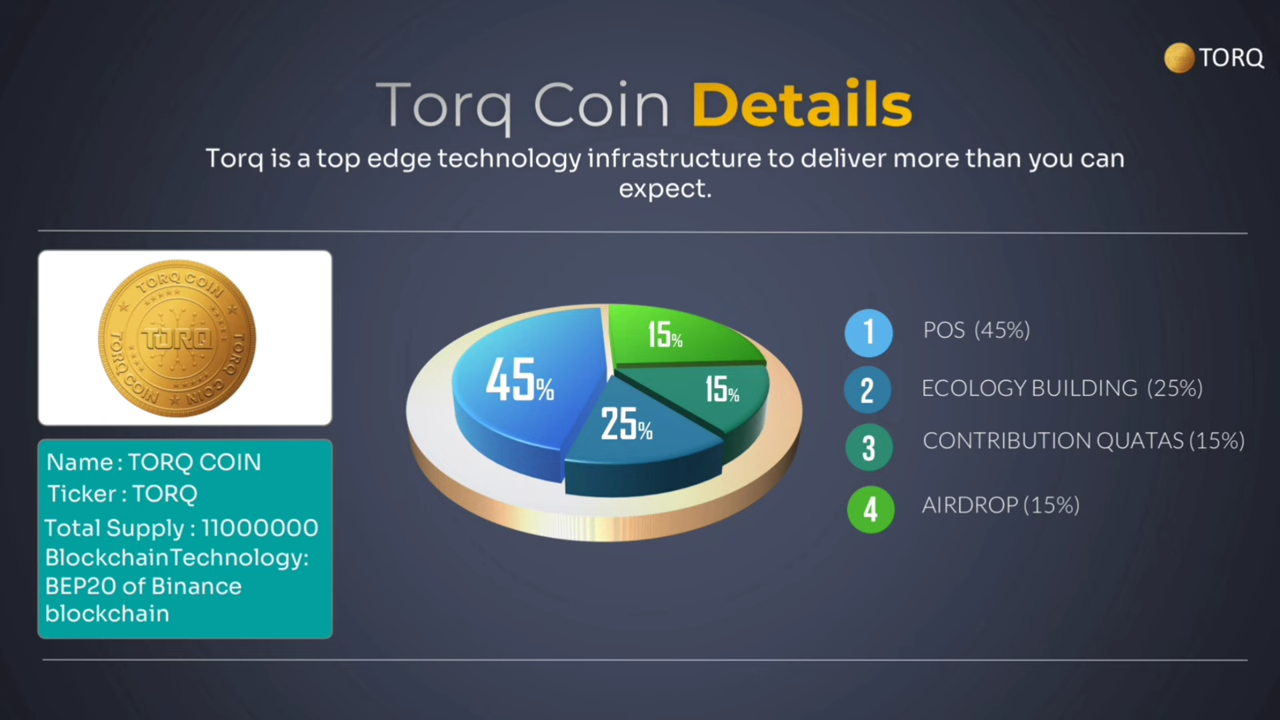 TORQ
Torq Coin Details
Torq is a top edge technology infrastructure to deliver more than you can
expect.
TORQ COIN
TORQ
TORQ COIN
TORQ COIN
Name : TORQ COIN
Ticker : TORQ
Total Supply : 11000000
BlockchainTechnology:
BEP20 of Binance
blockchain
45%
15%
15%
25%
1 POS (45%)
2 ECOLOGY BUILDING (25%)
3 CONTRIBUTION QUATAS (15%)
4 AIRDROP (15%)